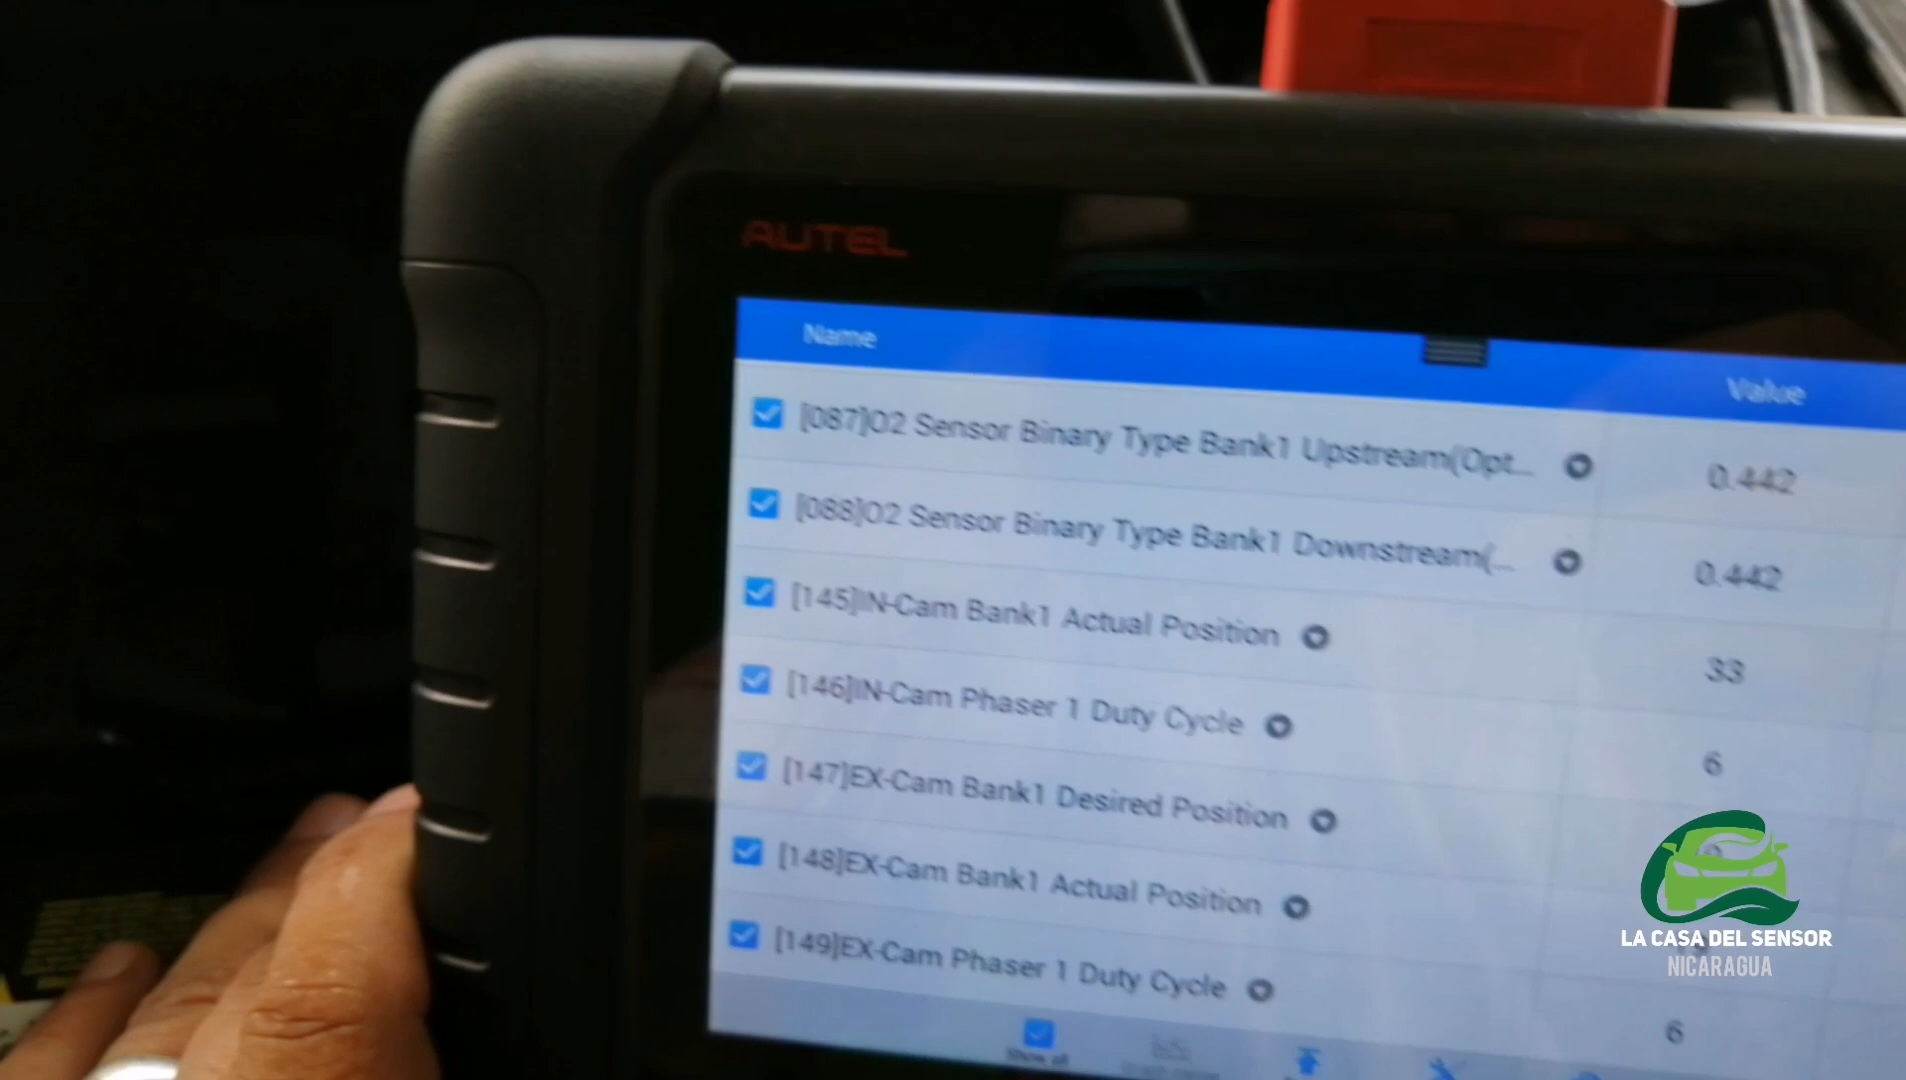 AUTEL
Name Value
[087]O2 Sensor Binary Type Bank1 Upstream(Opt... 0.442
[088]O2 Sensor Binary Type Bank1 Downstream(... 0.442
[145]IN-Cam Bank1 Actual Position 33
[146]IN-Cam Phaser 1 Duty Cycle 6
[147]EX-Cam Bank1 Desired Position
[148]EX-Cam Bank1 Actual Position
[149]EX-Cam Phaser 1 Duty Cycle 6
Show all
LA CASA DEL SENSOR
NICARAGUA